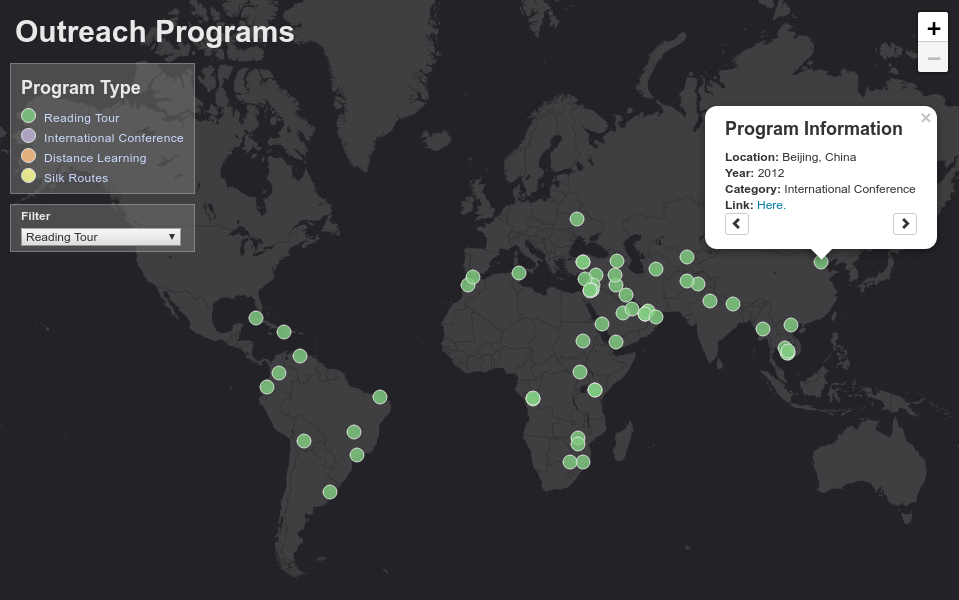 Outreach Programs
+
−
Program Type
Reading Tour
International Conference
Distance Learning
Silk Routes
Filter
Reading Tour
×
Program Information
Location: Beijing, China
Year: 2012
Category: International Conference
Link: Here.